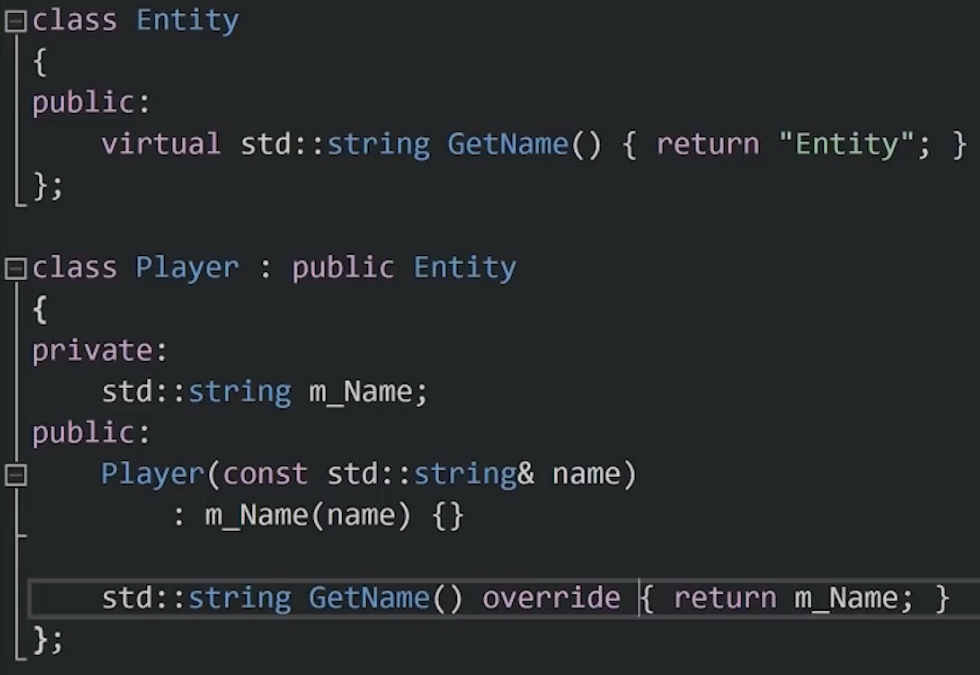 class Entity
{
public:
    virtual std::string GetName() { return "Entity"; }
};

class Player : public Entity
{
private:
    std::string m_Name;
public:
    Player(const std::string& name)
        : m_Name(name) {}

    std::string GetName() override { return m_Name; }
};